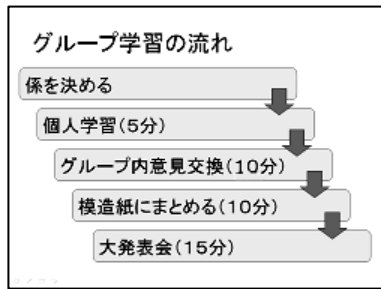 グループ学習の流れ
係を決める
個人学習(5分)
グループ内意見交換(10分)
模造紙にまとめる(10分)
大発表会(15分)